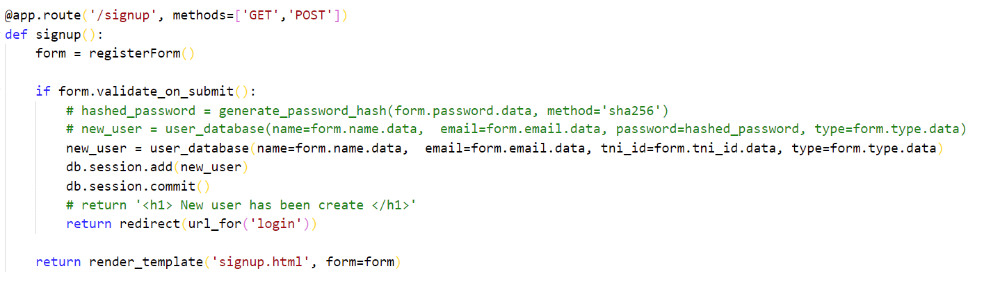 @app.route('/signup', methods=['GET','POST'])
def signup():
    form = registerForm()

    if form.validate_on_submit():
        # hashed_password = generate_password_hash(form.password.data, method='sha256')
        # new_user = user_database(name=form.name.data,  email=form.email.data, password=hashed_password, type=form.type.data)
        new_user = user_database(name=form.name.data,  email=form.email.data, tni_id=form.tni_id.data, type=form.type.data)
        db.session.add(new_user)
        db.session.commit()
        # return '<h1> New user has been create </h1>'
        return redirect(url_for('login'))

    return render_template('signup.html', form=form)